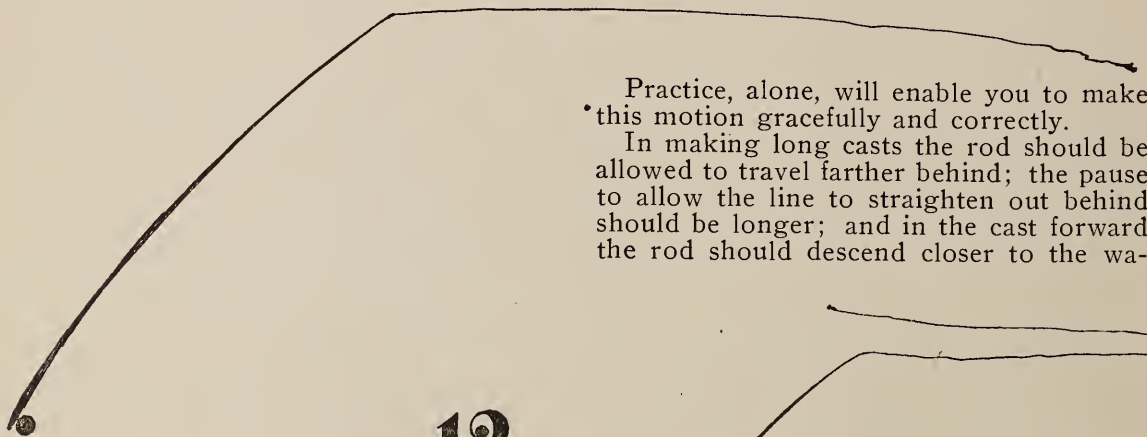 Practice, alone, will enable you to make
this motion gracefully and correctly.
In making long casts the rod should be
allowed to travel farther behind; the pause
to allow the line to straighten out behind
should be longer; and in the cast forward
the rod should descend closer to the wa-
12